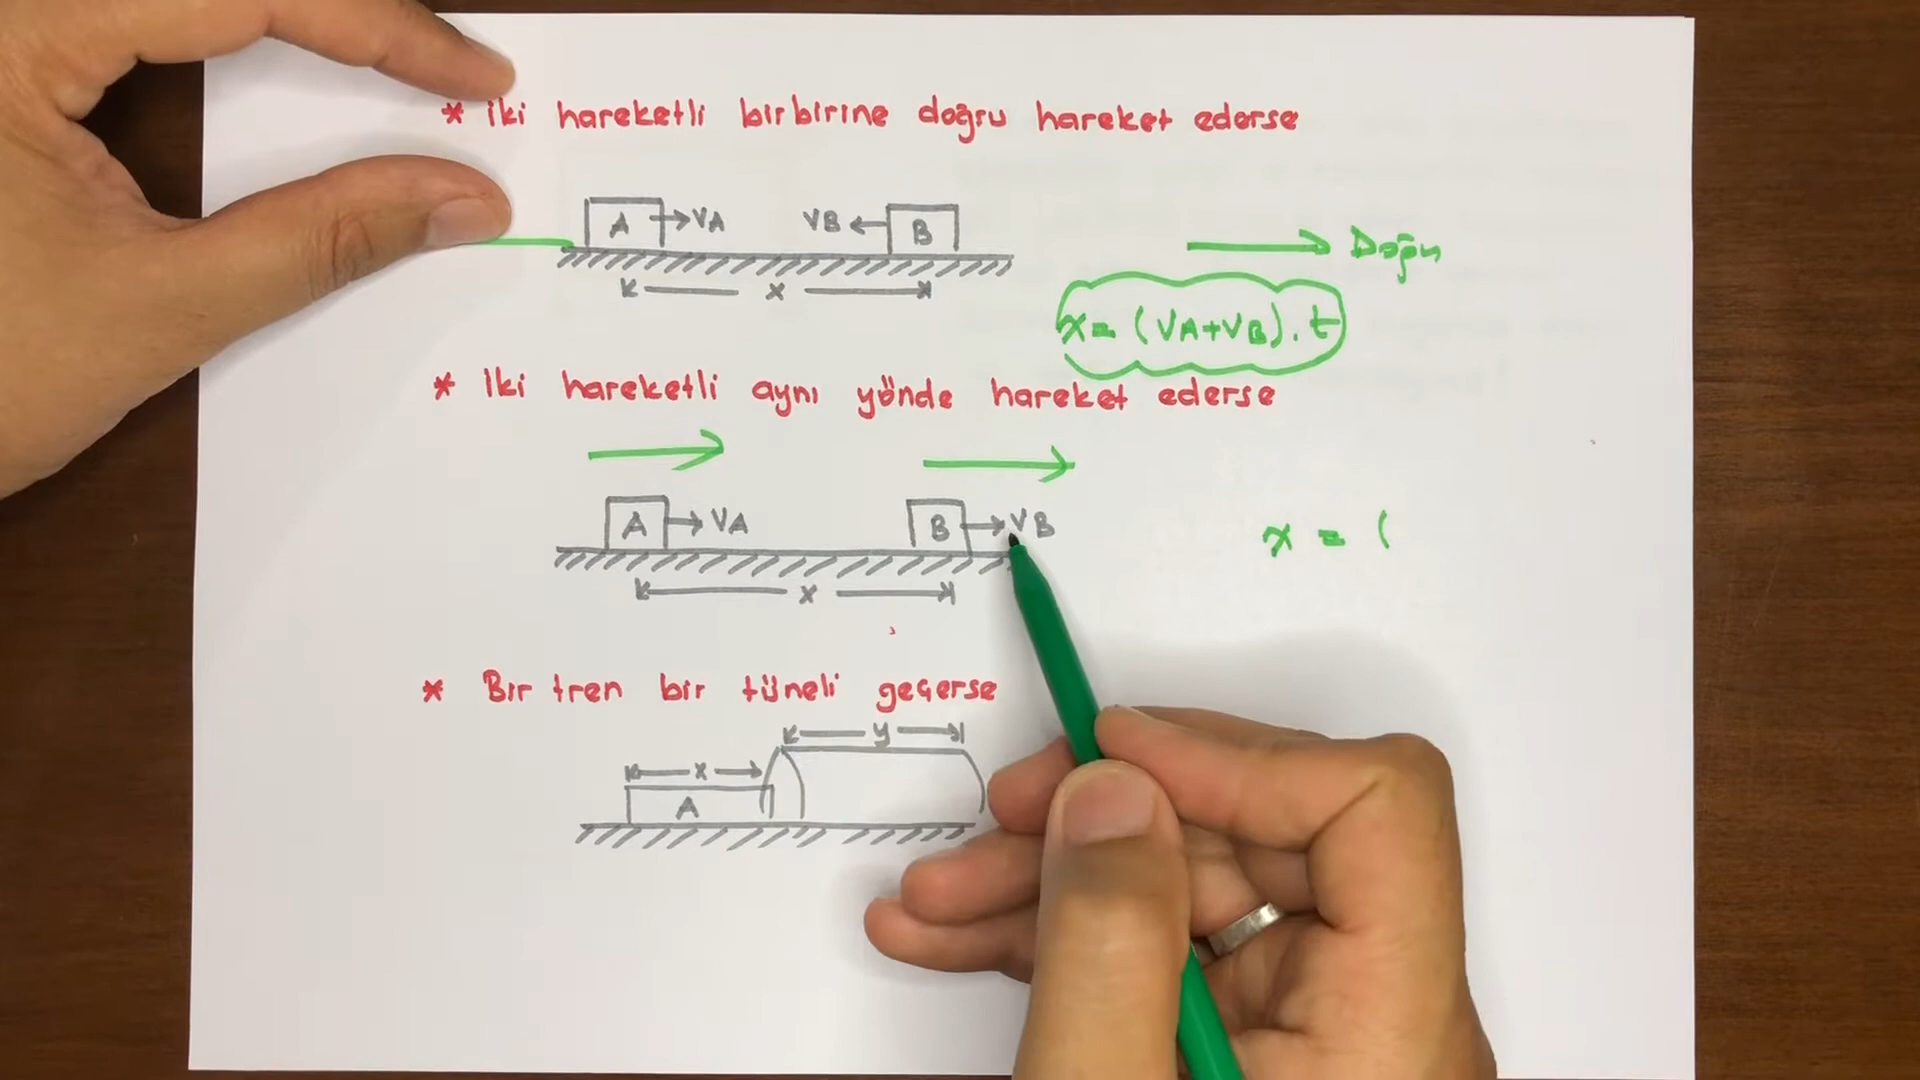 * İki hareketli birbirine doğru hareket ederse
A VA VB B
Doğru
x
x = (VA+VB).t
* İki hareketli aynı yönde hareket ederse
A VA B VB
x = (
x
* Bir tren bir tüneli geçerse
y
x
A